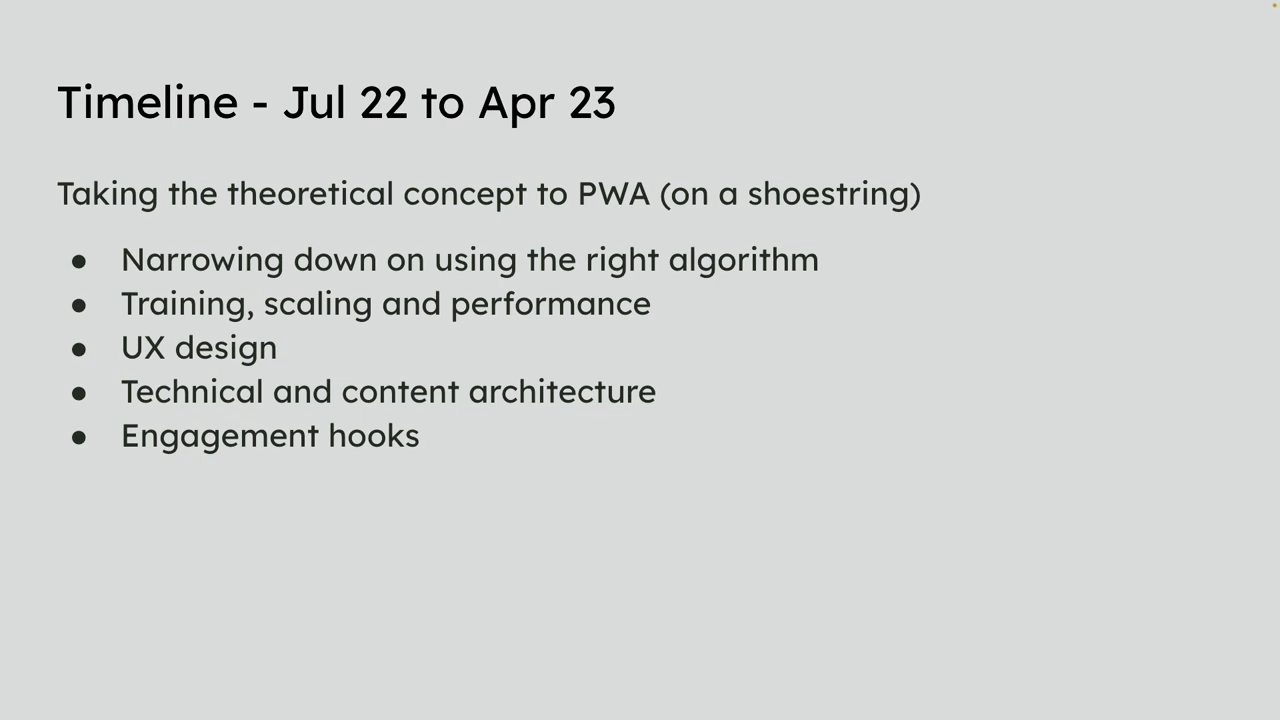 Timeline - Jul 22 to Apr 23
Taking the theoretical concept to PWA (on a shoestring)
● Narrowing down on using the right algorithm
● Training, scaling and performance
● UX design
● Technical and content architecture
● Engagement hooks